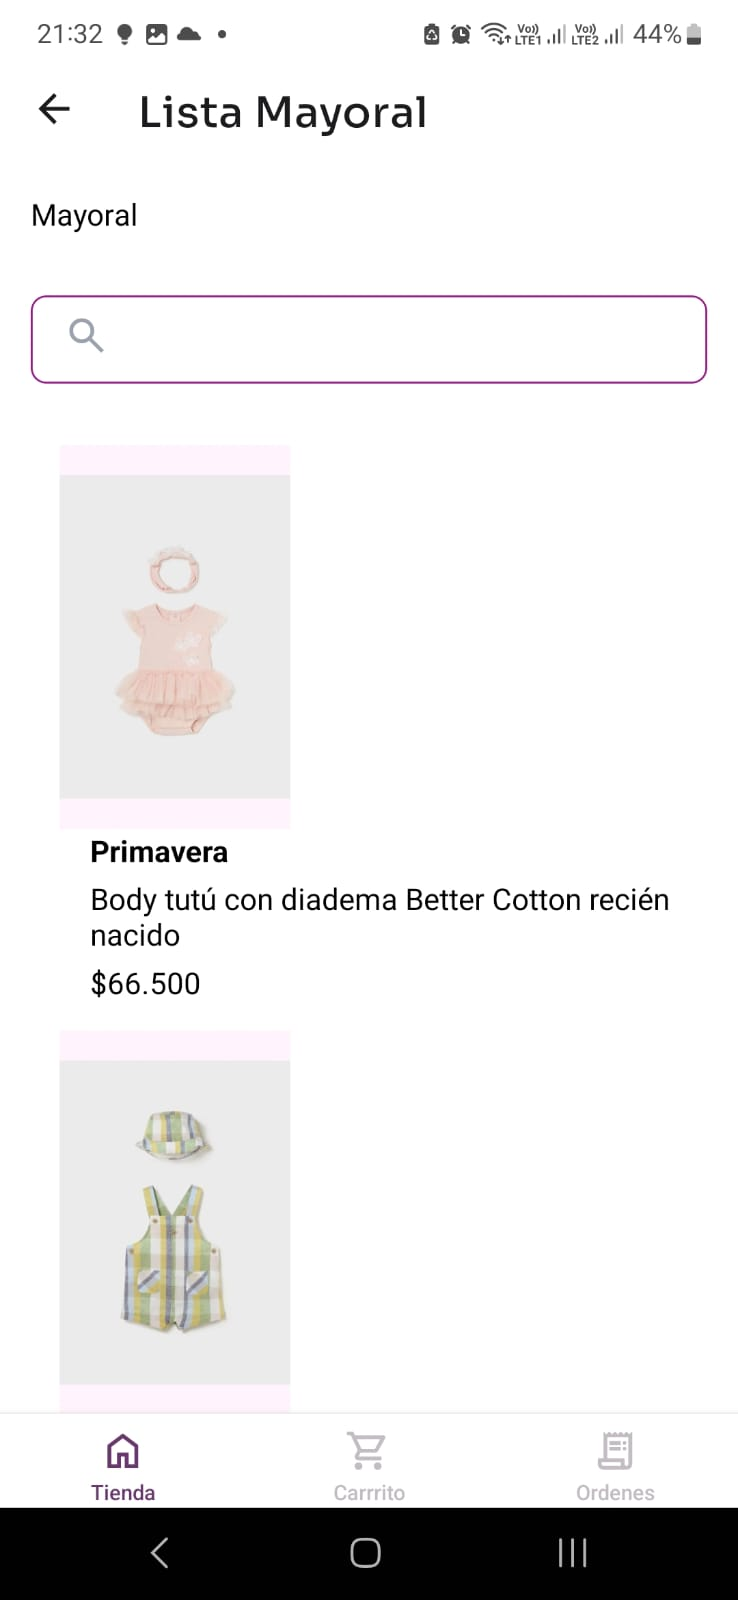 21:32
Vo)) LTE1 Vo)) LTE2 44%
Lista Mayoral
Mayoral
Primavera
Body tutú con diadema Better Cotton recién
nacido
$66.500
Tienda Carrrito Ordenes